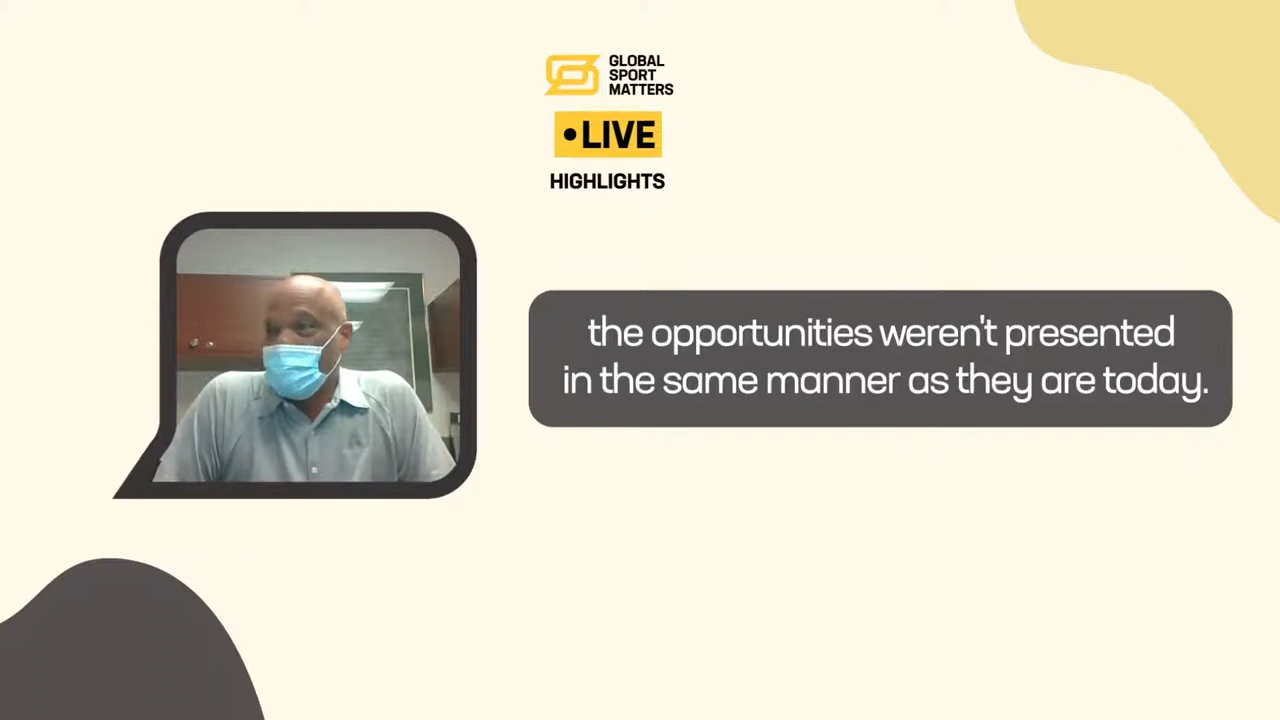 GLOBAL
SPORT
MATTERS
• LIVE
HIGHLIGHTS
the opportunities weren't presented
in the same manner as they are today.